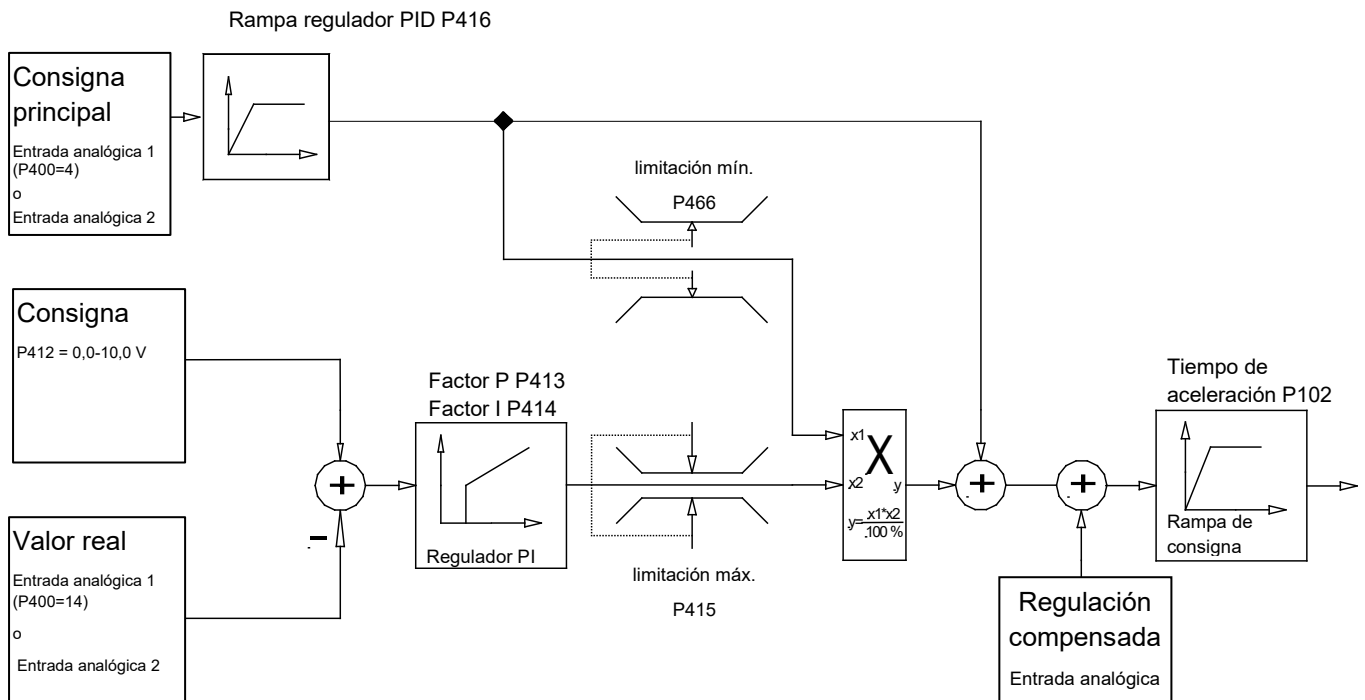 Rampa regulador PID P416
Consigna
principal
Entrada analógica 1
(P400=4)
o
Entrada analógica 2
limitación mín.
P466
Consigna
P412 = 0,0-10,0 V
Factor P P413
Factor I P414
Regulador PI
limitación máx.
P415
x1
x2
X
y
y=x1*x2
100 %
Tiempo de
aceleración P102
Rampa de
consigna
+
+
+
-
Valor real
Entrada analógica 1
(P400=14)
o
Entrada analógica 2
Regulación
compensada
Entrada analógica